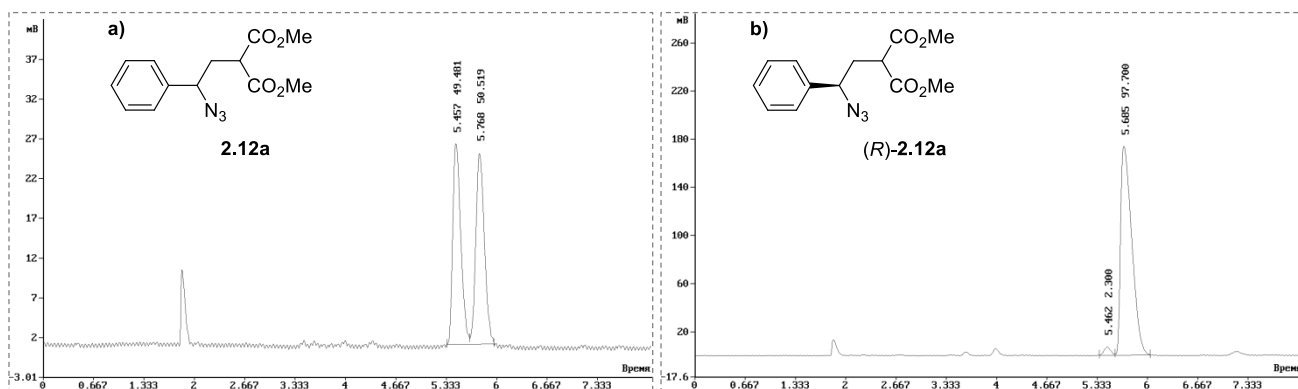 a)
CO2Me
CO2Me
N3
2.12a
мВ
37
32
27
22
17
12
7
2
-3.01
5.457 49.481
5.768 50.519
Время
0 0.667 1.333 2 2.667 3.333 4 4.667 5.333 6 6.667 7.333
b)
CO2Me
CO2Me
N3
(R)-2.12a
мВ
260
220
180
140
100
60
20
-17.6
5.462 2.300
5.685 97.700
Время
0 0.667 1.333 2 2.667 3.333 4 4.667 5.333 6 6.667 7.333